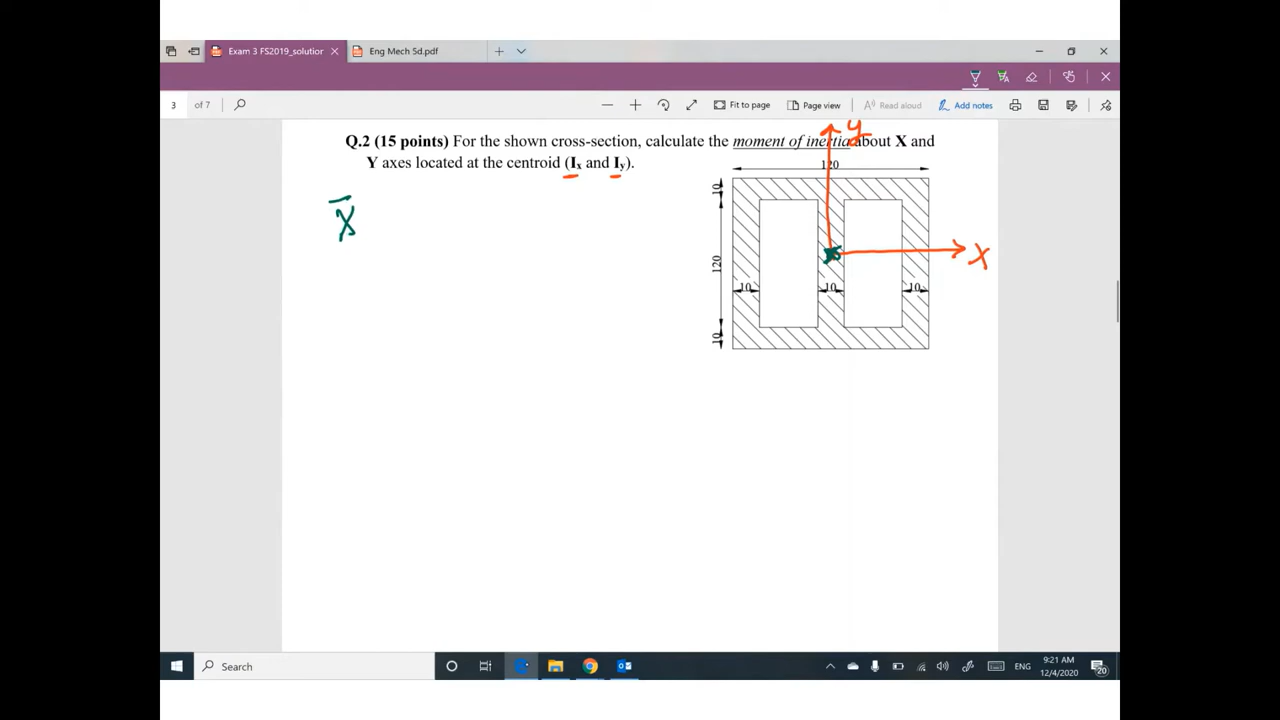 Exam 3 FS2019_solutior
Eng Mech 5d.pdf
3 of 7
Fit to page
Page view
Read aloud
Add notes
Q.2 (15 points) For the shown cross-section, calculate the moment of inertia about X and
Y axes located at the centroid (Ix and Iy).
y
120
10
120
10
10
10
10
X
X̅
Search
ENG
9:21 AM
12/4/2020
20